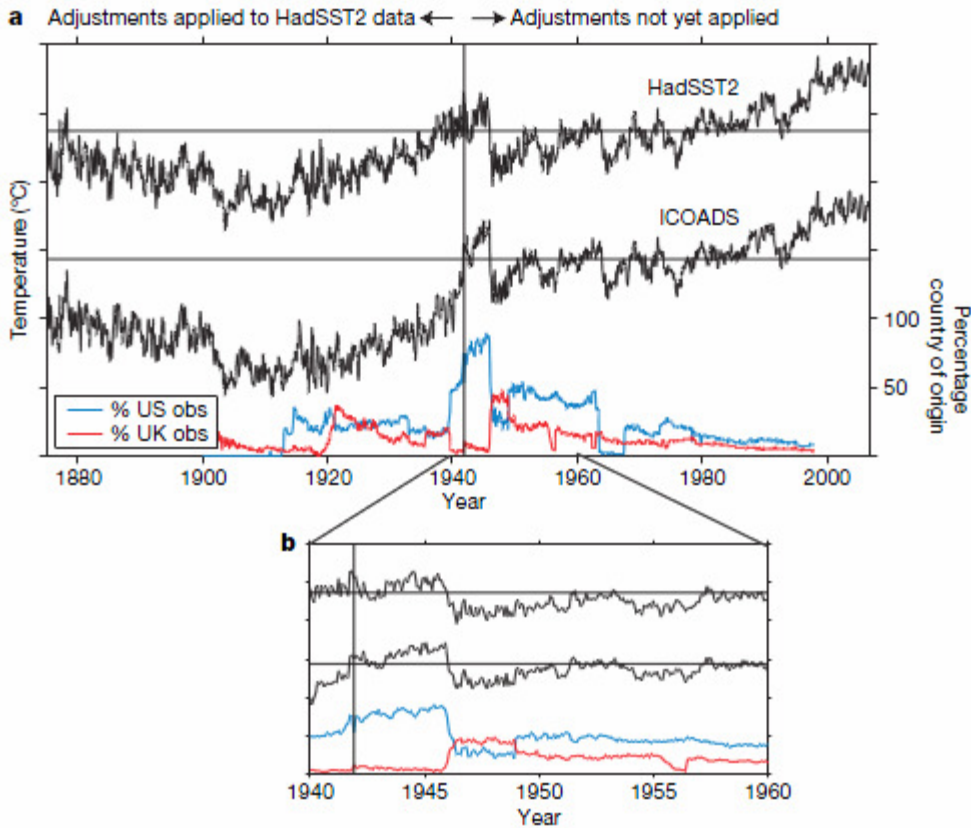 a Adjustments applied to HadSST2 data ← → Adjustments not yet applied
HadSST2
ICOADS
Temperature (°C)
100
50
Percentage
country of origin
% US obs
% UK obs
1880 1900 1920 1940 1960 1980 2000
Year
b
1940 1945 1950 1955 1960
Year